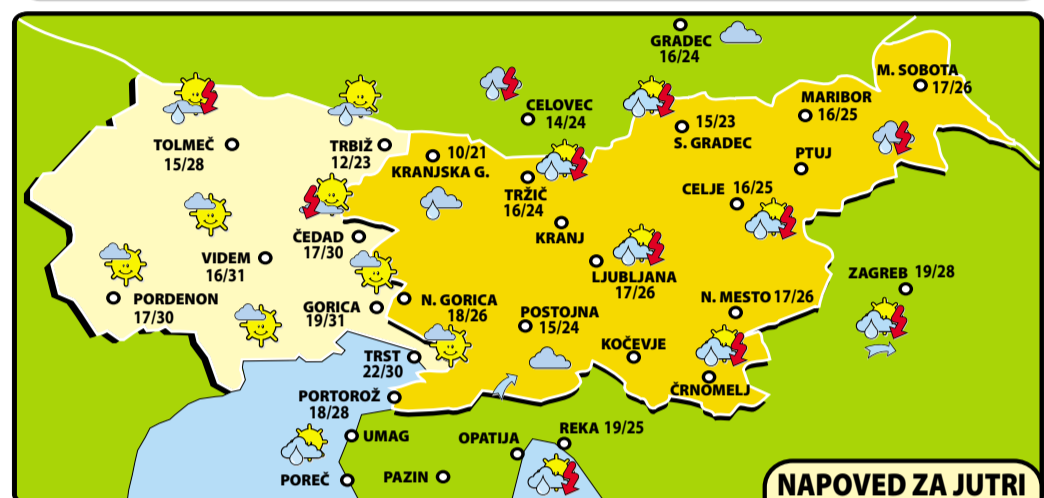 GRADEC
16/24
M. SOBOTA
17/26
MARIBOR
16/25
CELOVEC
14/24
15/23
S. GRADEC
TOLMEČ
15/28
TRBIŽ
12/23
10/21
KRANJSKA G.
PTUJ
TRŽIČ
16/24
CELJE 16/25
KRANJ
ČEDAD
17/30
VIDEM
16/31
LJUBLJANA
17/26
ZAGREB 19/28
PORDENON
17/30
GORICA
19/31
N. GORICA
18/26
N. MESTO 17/26
POSTOJNA
15/24
KOČEVJE
TRST
22/30
ČRNOMELJ
PORTOROŽ
18/28
UMAG
OPATIJA
REKA 19/25
POREČ
PAZIN
NAPOVED ZA JUTRI